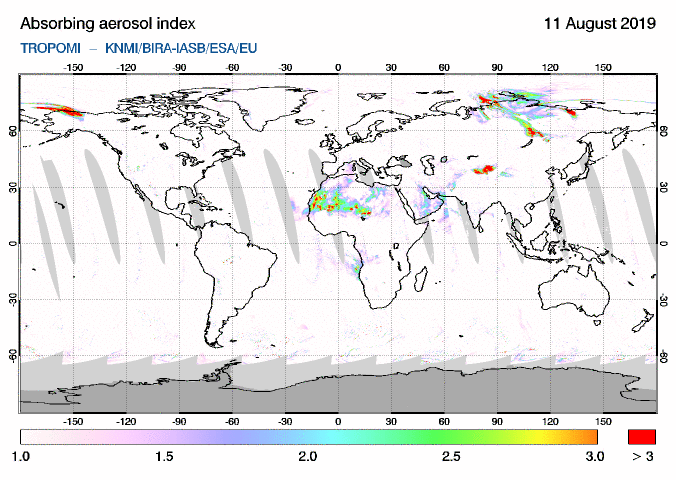 Absorbing aerosol index 11 August 2019
TROPOMI – KNMI/BIRA-IASB/ESA/EU
-150 -120 -90 -60 -30 0 30 60 90 120 150
60 60
30 30
0 0
-30 -30
-60 -60
-150 -120 -90 -60 -30 0 30 60 90 120 150
1.0 1.5 2.0 2.5 3.0 > 3